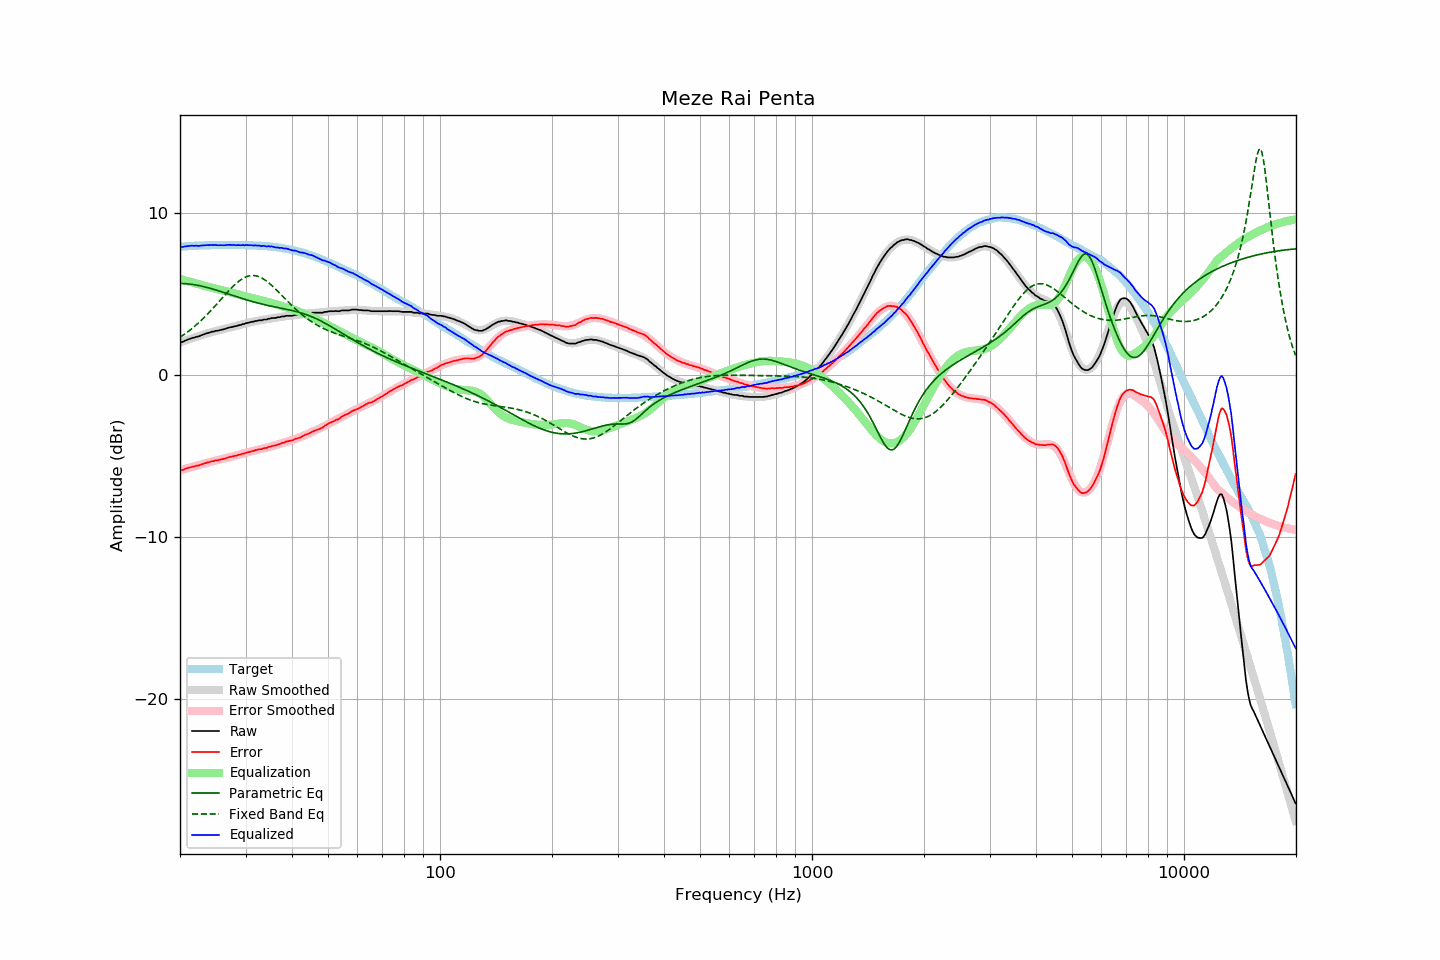 Meze Rai Penta
10
0
−10
−20
Amplitude (dBr)
Target
Raw Smoothed
Error Smoothed
Raw
Error
Equalization
Parametric Eq
Fixed Band Eq
Equalized
100 1000 10000
Frequency (Hz)